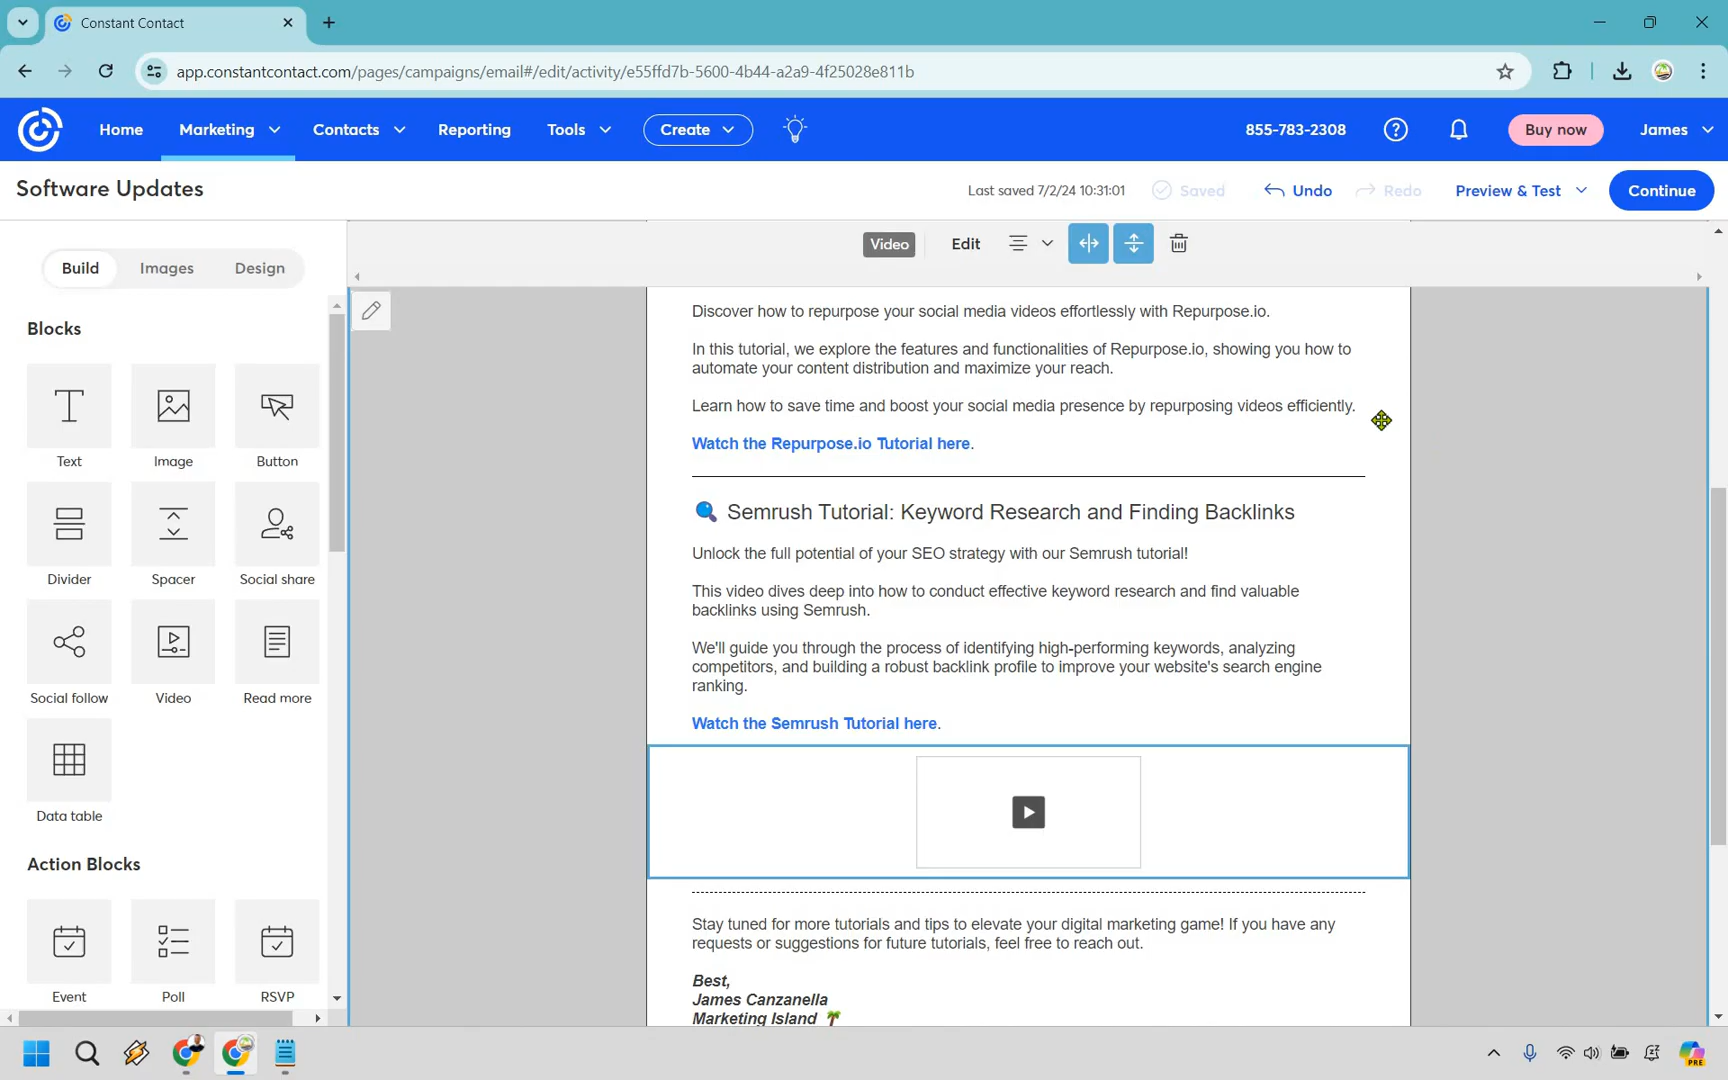 Constant Contact
app.constantcontact.com/pages/campaigns/email#/edit/activity/e55ffd7b-5600-4b44-a2a9-4f25028e811b
Home
Marketing
Contacts
Reporting
Tools
Create
855-783-2308
Buy now
James
Software Updates
Last saved 7/2/24 10:31:01
Saved
Undo
Redo
Preview & Test
Continue
Build
Images
Design
Video
Edit
Blocks
Text
Image
Button
Divider
Spacer
Social share
Social follow
Video
Read more
Data table
Action Blocks
Event
Poll
RSVP
Discover how to repurpose your social media videos effortlessly with Repurpose.io.
In this tutorial, we explore the features and functionalities of Repurpose.io, showing you how to
automate your content distribution and maximize your reach.
Learn how to save time and boost your social media presence by repurposing videos efficiently.
Watch the Repurpose.io Tutorial here.
🔍 Semrush Tutorial: Keyword Research and Finding Backlinks
Unlock the full potential of your SEO strategy with our Semrush tutorial!
This video dives deep into how to conduct effective keyword research and find valuable
backlinks using Semrush.
We'll guide you through the process of identifying high-performing keywords, analyzing
competitors, and building a robust backlink profile to improve your website's search engine
ranking.
Watch the Semrush Tutorial here.
Stay tuned for more tutorials and tips to elevate your digital marketing game! If you have any
requests or suggestions for future tutorials, feel free to reach out.
Best,
James Canzanella
Marketing Island 🌴
PRE